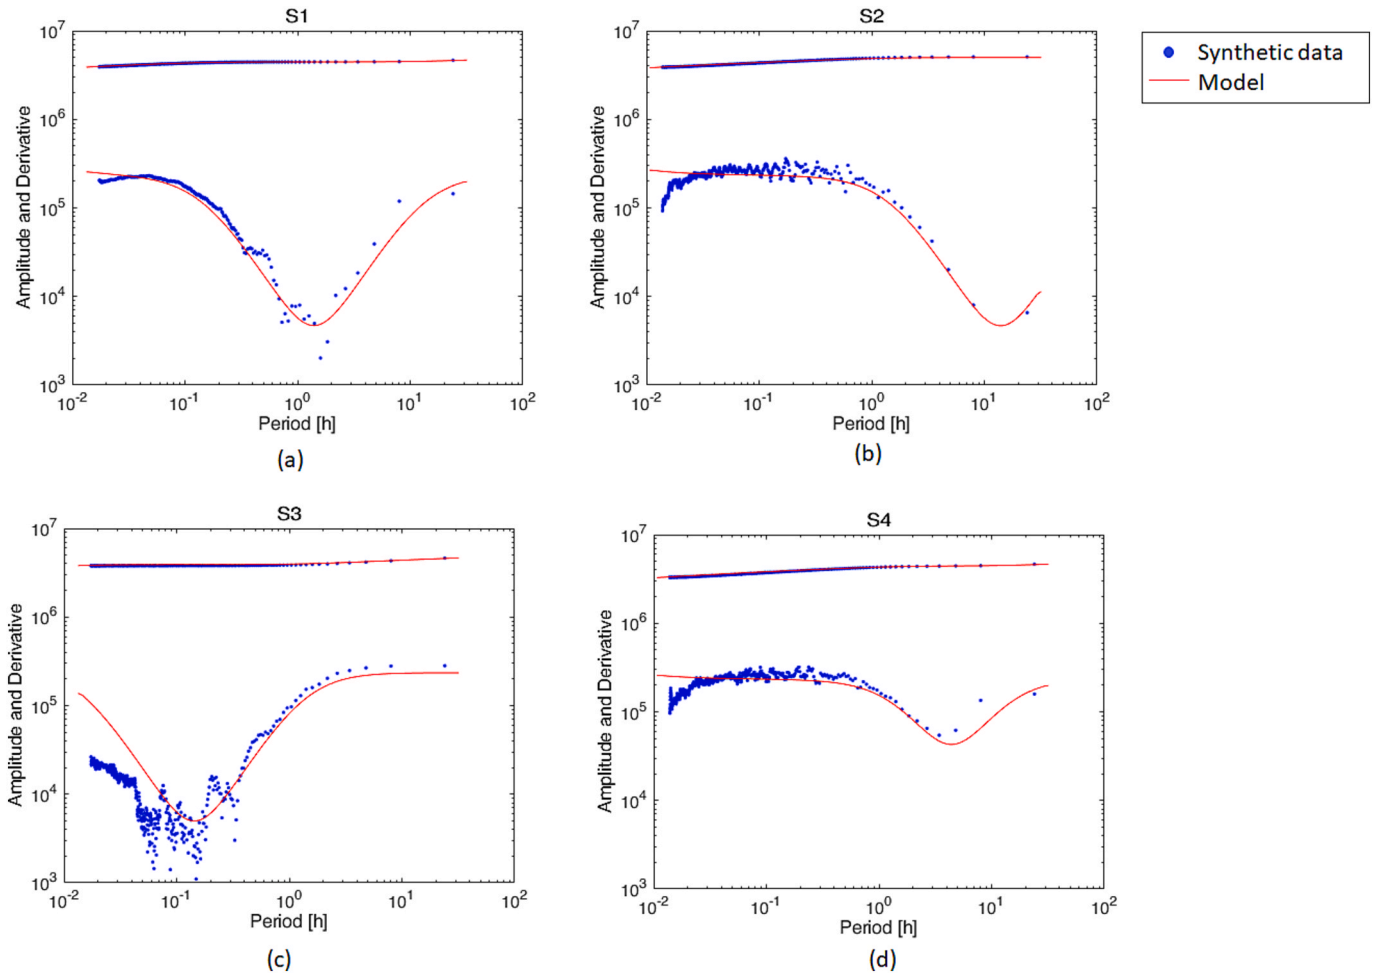 S1
10^7
10^6
10^5
10^4
10^3
Amplitude and Derivative
10^-2
10^-1
10^0
10^1
10^2
Period [h]
(a)
S2
10^7
10^6
10^5
10^4
10^3
Amplitude and Derivative
10^-2
10^-1
10^0
10^1
10^2
Period [h]
(b)
Synthetic data
Model
S3
10^7
10^6
10^5
10^4
10^3
Amplitude and Derivative
10^-2
10^-1
10^0
10^1
10^2
Period [h]
(c)
S4
10^7
10^6
10^5
10^4
10^3
Amplitude and Derivative
10^-2
10^-1
10^0
10^1
10^2
Period [h]
(d)